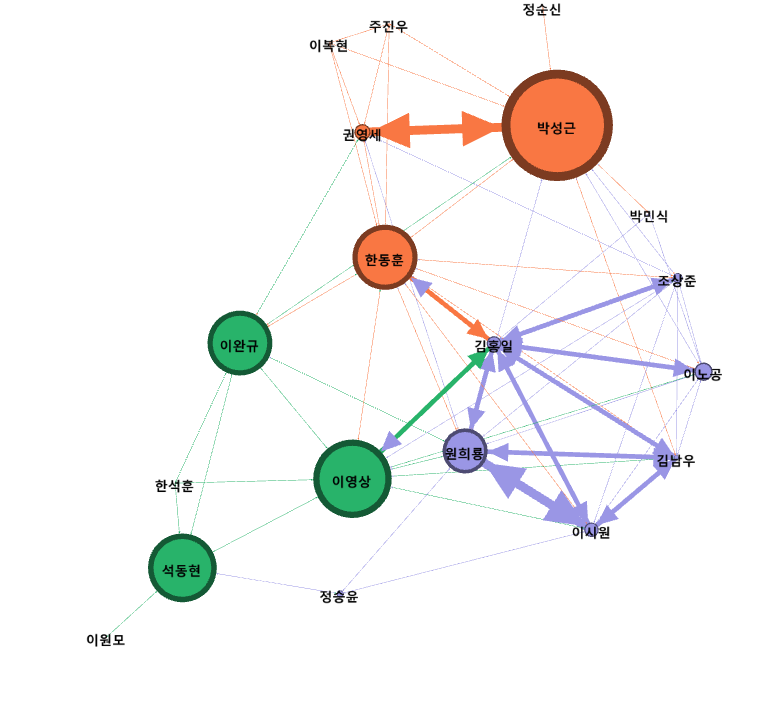 정순신
주진우
이복현
박성근
권영세
박민식
한동훈
조상준
이완규
김홍일
이노공
원희룡
김남우
이영상
한석훈
이시원
석동현
정승윤
이원모